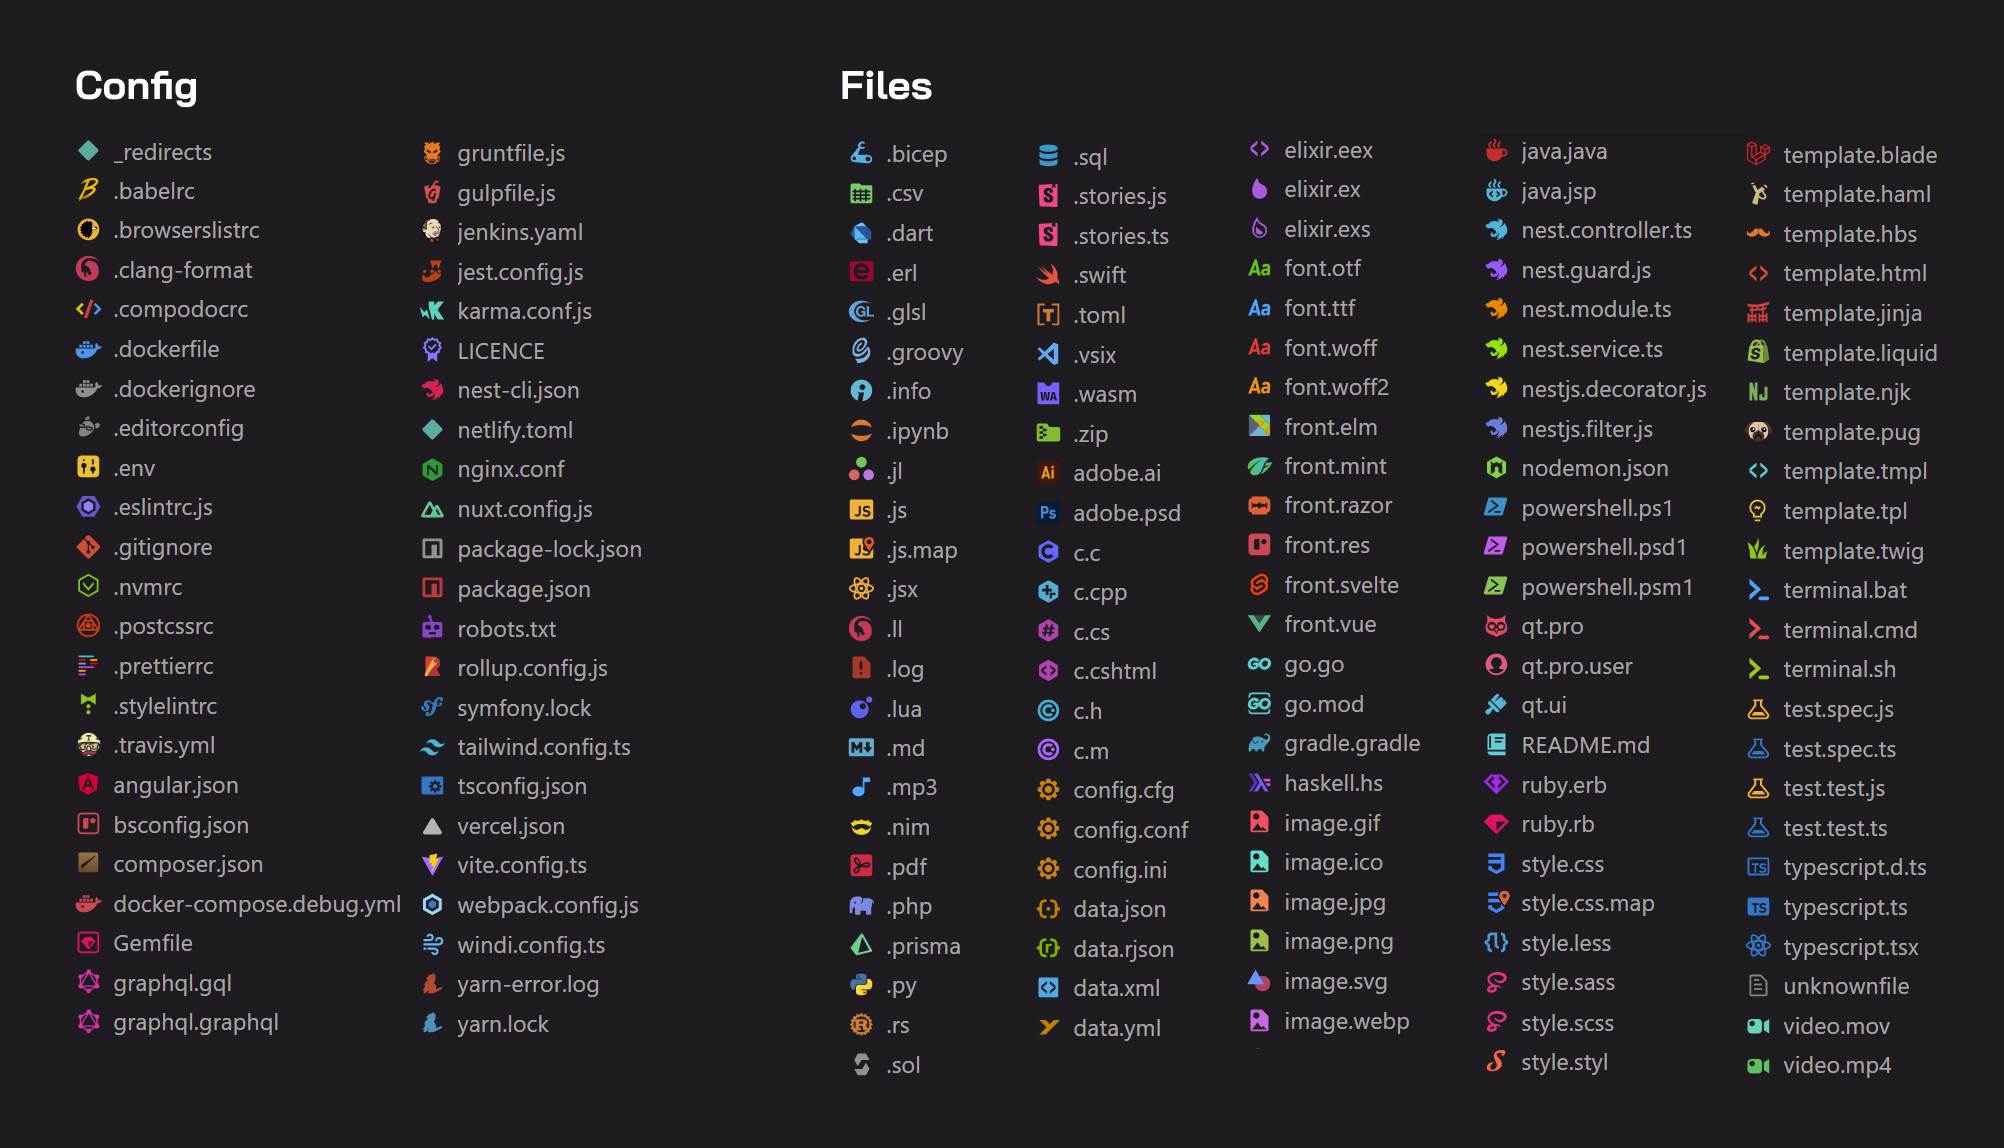 Config
_redirects
.babelrc
.browserslistrc
.clang-format
.compodocrc
.dockerfile
.dockerignore
.editorconfig
.env
.eslintrc.js
.gitignore
.nvmrc
.postcssrc
.prettierrc
.stylelintrc
.travis.yml
angular.json
bsconfig.json
composer.json
docker-compose.debug.yml
Gemfile
graphql.gql
graphql.graphql
gruntfile.js
gulpfile.js
jenkins.yaml
jest.config.js
karma.conf.js
LICENCE
nest-cli.json
netlify.toml
nginx.conf
nuxt.config.js
package-lock.json
package.json
robots.txt
rollup.config.js
symfony.lock
tailwind.config.ts
tsconfig.json
vercel.json
vite.config.ts
webpack.config.js
windi.config.ts
yarn-error.log
yarn.lock
Files
.bicep
.csv
.dart
.erl
.glsl
.groovy
.info
.ipynb
.jl
.js
.js.map
.jsx
.ll
.log
.lua
.md
.mp3
.nim
.pdf
.php
.prisma
.py
.rs
.sol
.sql
.stories.js
.stories.ts
.swift
.toml
.vsix
.wasm
.zip
adobe.ai
adobe.psd
c.c
c.cpp
c.cs
c.cshtml
c.h
c.m
config.cfg
config.conf
config.ini
data.json
data.rjson
data.xml
data.yml
elixir.eex
elixir.ex
elixir.exs
font.otf
font.ttf
font.woff
font.woff2
front.elm
front.mint
front.razor
front.res
front.svelte
front.vue
go.go
go.mod
gradle.gradle
haskell.hs
image.gif
image.ico
image.jpg
image.png
image.svg
image.webp
java.java
java.jsp
nest.controller.ts
nest.guard.js
nest.module.ts
nest.service.ts
nestjs.decorator.js
nestjs.filter.js
nodemon.json
powershell.ps1
powershell.psd1
powershell.psm1
qt.pro
qt.pro.user
qt.ui
README.md
ruby.erb
ruby.rb
style.css
style.css.map
style.less
style.sass
style.scss
style.styl
template.blade
template.haml
template.hbs
template.html
template.jinja
template.liquid
template.njk
template.pug
template.tmpl
template.tpl
template.twig
terminal.bat
terminal.cmd
terminal.sh
test.spec.js
test.spec.ts
test.test.js
test.test.ts
typescript.d.ts
typescript.ts
typescript.tsx
unknownfile
video.mov
video.mp4